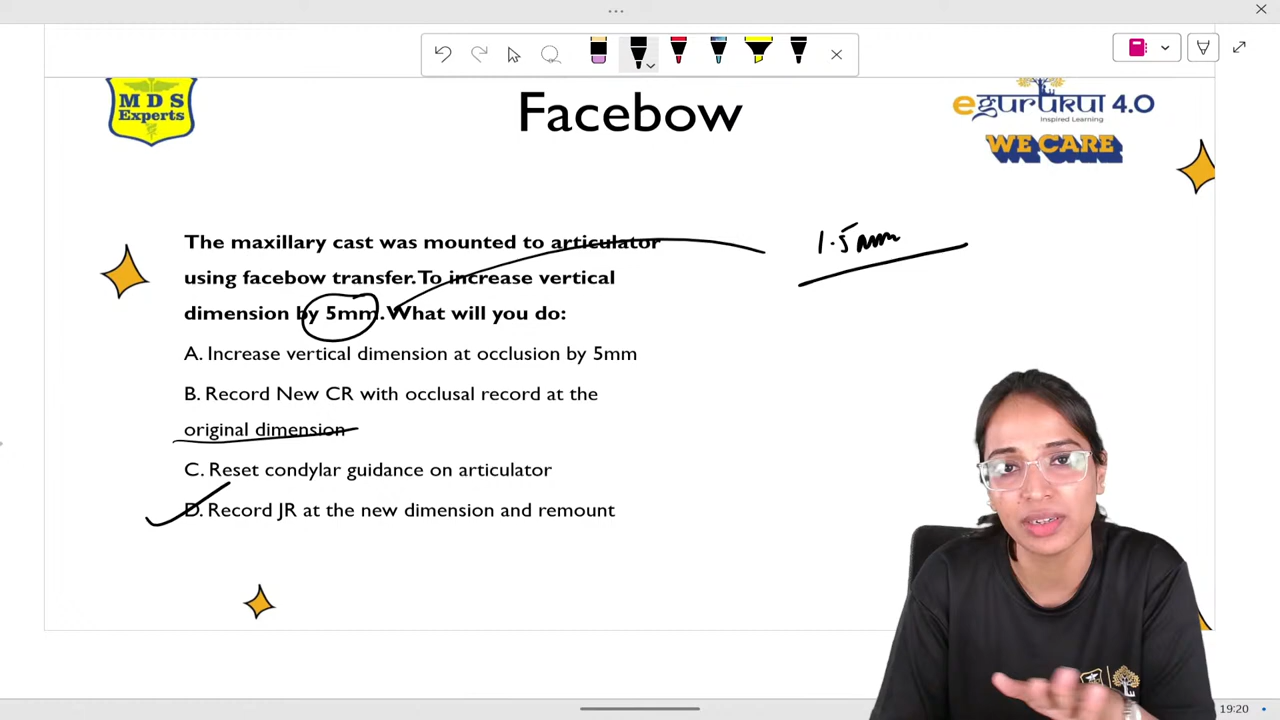 MDS
Experts
Facebow
egurukul 4.0
Inspired Learning
WE CARE
The maxillary cast was mounted to articulator
using facebow transfer. To increase vertical
dimension by 5mm. What will you do:
1.5mm
A. Increase vertical dimension at occlusion by 5mm
B. Record New CR with occlusal record at the
original dimension
C. Reset condylar guidance on articulator
D. Record JR at the new dimension and remount
19:20